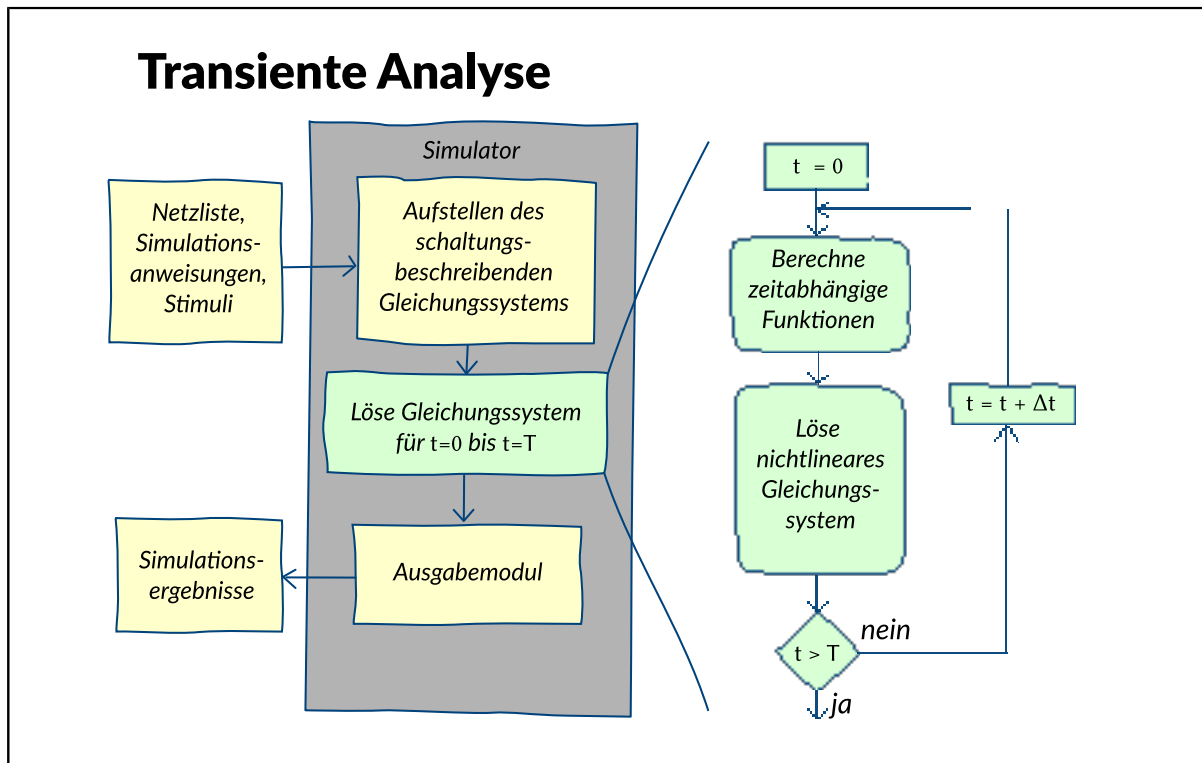 Transiente Analyse
Simulator
Netzliste,
Simulations-
anweisungen,
Stimuli
Aufstellen des
schaltungs-
beschreibenden
Gleichungssystems
Löse Gleichungssystem
für t=0 bis t=T
Ausgabemodul
Simulations-
ergebnisse
t = 0
Berechne
zeitabhängige
Funktionen
Löse
nichtlineares
Gleichungs-
system
t = t + Δt
t > T
nein
ja